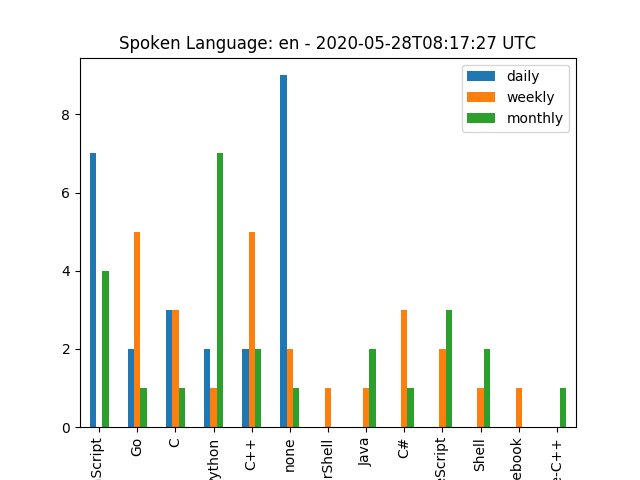 Spoken Language: en - 2020-05-28T08:17:27 UTC
daily
weekly
monthly
8
6
4
2
0
Script
Go
C
ython
C++
none
rShell
Java
C#
eScript
Shell
ebook
e-C++